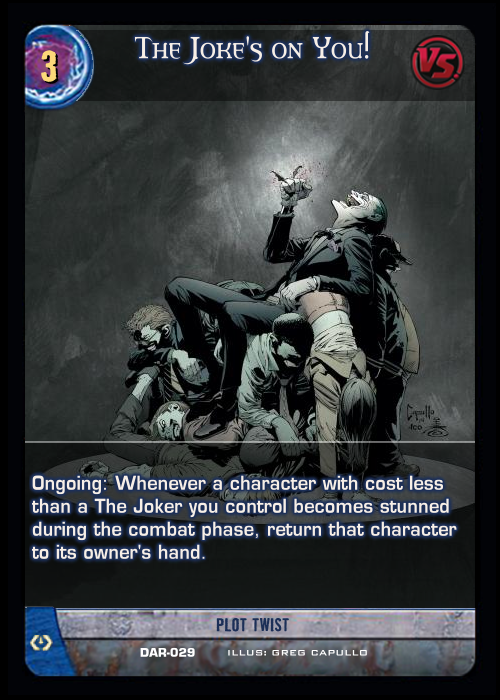 The Joke's on You!
3
VS
Ongoing: Whenever a character with cost less
than a The Joker you control becomes stunned
during the combat phase, return that character
to its owner's hand.
PLOT TWIST
DAR-029 ILLUS: GREG CAPULLO
Capullo